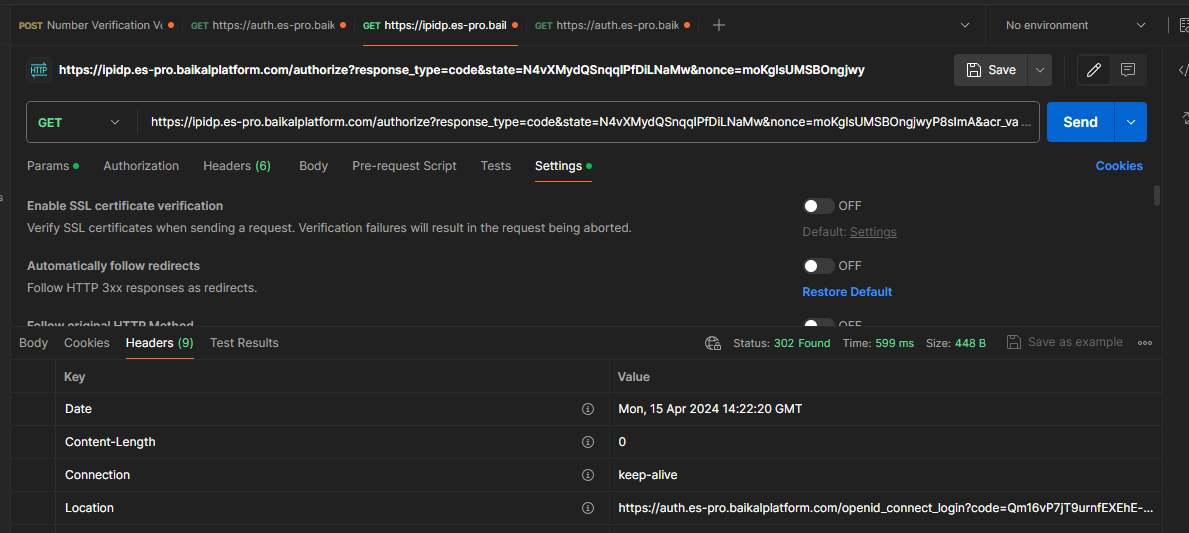 POST Number Verification Ve
GET https://auth.es-pro.baik
GET https://ipidp.es-pro.bail
GET https://auth.es-pro.baik
No environment
HTTP https://ipidp.es-pro.baikalplatform.com/authorize?response_type=code&state=N4vXMydQSnqqIPfDiLNaMw&nonce=moKglsUMSBOngjwy
Save
GET https://ipidp.es-pro.baikalplatform.com/authorize?response_type=code&state=N4vXMydQSnqqIPfDiLNaMw&nonce=moKglsUMSBOngjwyP8sImA&acr_va ...
Send
Params Authorization Headers (6) Body Pre-request Script Tests Settings Cookies
Enable SSL certificate verification OFF
Verify SSL certificates when sending a request. Verification failures will result in the request being aborted. Default: Settings
Automatically follow redirects OFF
Follow HTTP 3xx responses as redirects. Restore Default
Follow original HTTP Method OFF
Body Cookies Headers (9) Test Results Status: 302 Found Time: 599 ms Size: 448 B Save as example
Key Value
Date Mon, 15 Apr 2024 14:22:20 GMT
Content-Length 0
Connection keep-alive
Location https://auth.es-pro.baikalplatform.com/openid_connect_login?code=Qm16vP7jT9urnfEXEhE-...